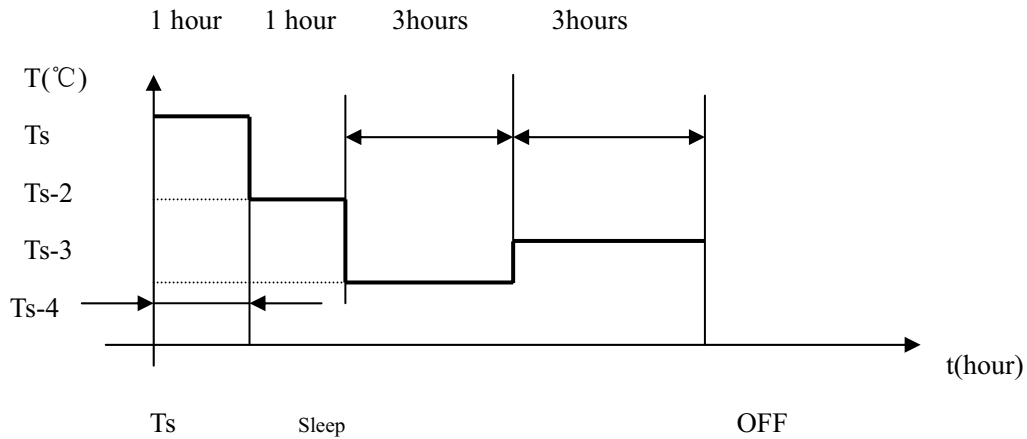 1 hour 1 hour 3hours 3hours
T(℃)
Ts
Ts-2
Ts-3
Ts-4
t(hour)
Ts Sleep OFF